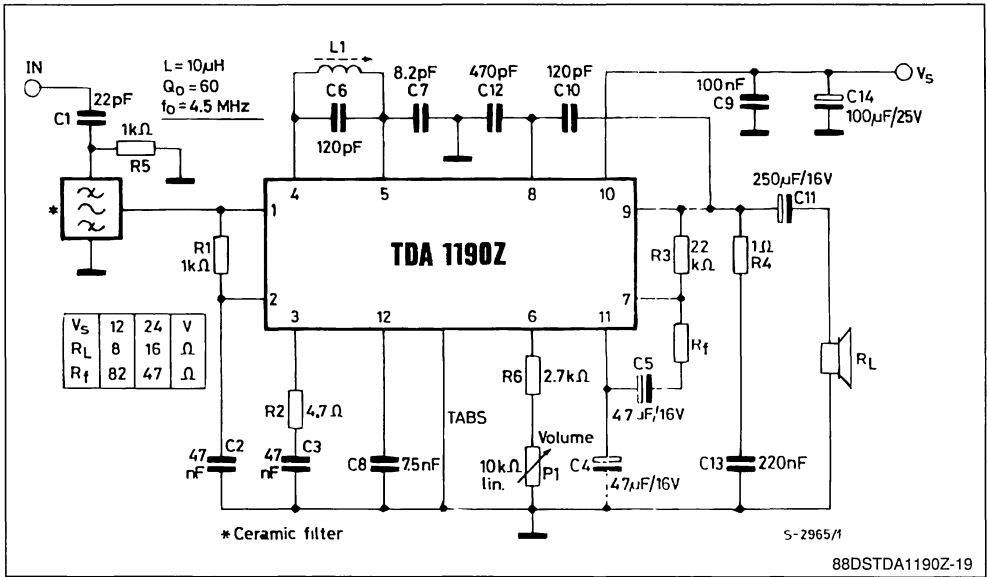 IN
22pF
C1
1kΩ
R5
*
L = 10µH
Q₀ = 60
f₀ = 4.5 MHz
L1
C6
120pF
8.2pF
C7
470pF
C12
120pF
C10
100nF
C9
C14
100µF/25V
Vs
4
5
8
10
1
2
3
12
6
11
7
9
TDA 1190Z
R1
1kΩ
R3
22
kΩ
1Ω
R4
250µF/16V
C11
RL
Rf
C5
47µF/16V
Vs 12 24 V
RL 8 16 Ω
Rf 82 47 Ω
R2
4.7Ω
R6
2.7kΩ
TABS
Volume
10kΩ
lin.
P1
C2
47
nF
47
nF
C3
C8
7.5nF
C4
47µF/16V
C13
220nF
* Ceramic filter
S-2965/1
88DSTDA1190Z-19